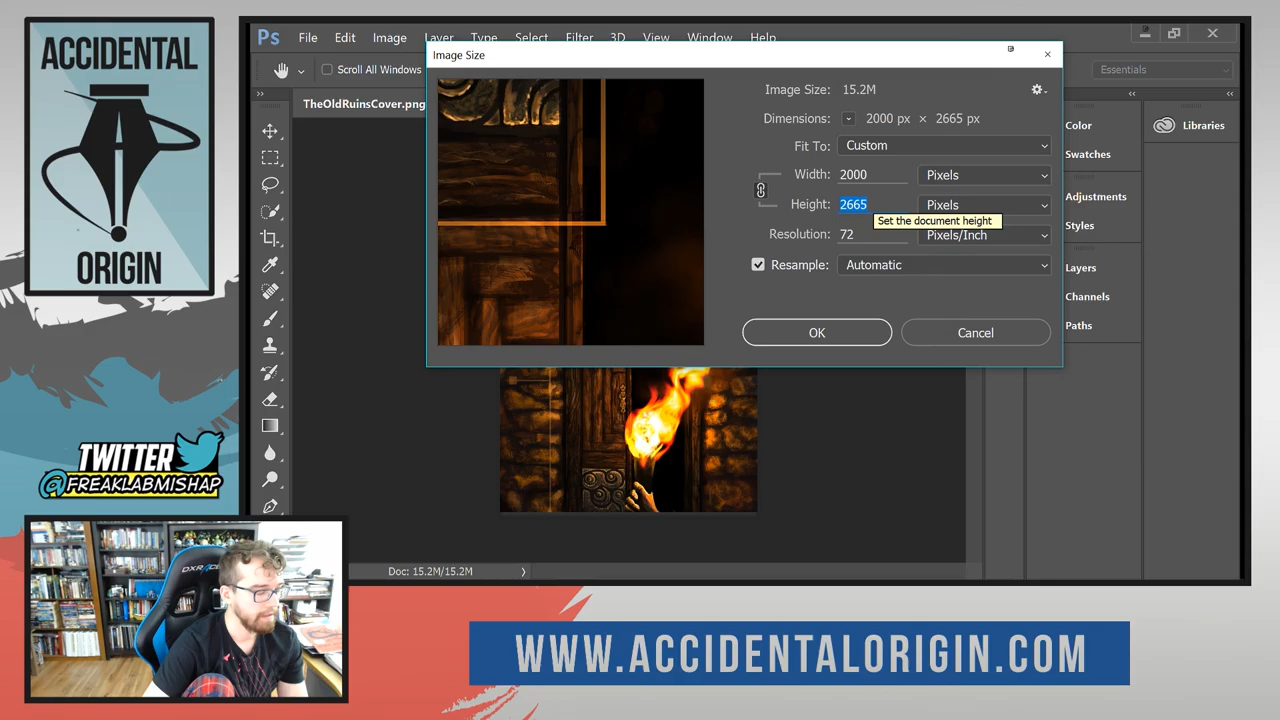 ACCIDENTAL
ORIGIN
TWITTER
@FREAKLABMISHAP
DXRACER
Ps File Edit Image Layer Type Select Filter 3D View Window Help
Scroll All Windows
Essentials
TheOldRuinsCover.png
Image Size
Image Size: 15.2M
Dimensions: 2000 px × 2665 px
Fit To: Custom
Width: 2000 Pixels
Height: 2665 Pixels
Set the document height
Resolution: 72 Pixels/Inch
Resample: Automatic
OK Cancel
Color
Swatches
Adjustments
Styles
Layers
Channels
Paths
Libraries
Doc: 15.2M/15.2M
WWW.ACCIDENTALORIGIN.COM